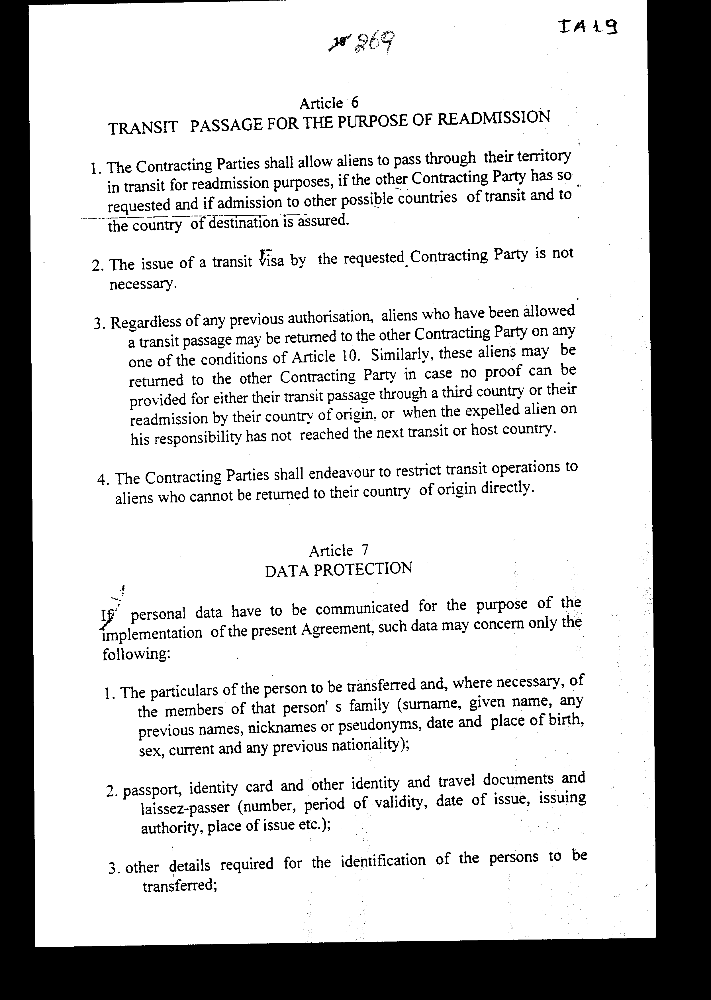 IA19
19 269
Article 6
TRANSIT PASSAGE FOR THE PURPOSE OF READMISSION
1. The Contracting Parties shall allow aliens to pass through their territory
in transit for readmission purposes, if the other Contracting Party has so
requested and if admission to other possible countries of transit and to
the country of destination is assured.
2. The issue of a transit visa by the requested Contracting Party is not
necessary.
3. Regardless of any previous authorisation, aliens who have been allowed
a transit passage may be returned to the other Contracting Party on any
one of the conditions of Article 10. Similarly, these aliens may be
returned to the other Contracting Party in case no proof can be
provided for either their transit passage through a third country or their
readmission by their country of origin, or when the expelled alien on
his responsibility has not reached the next transit or host country.
4. The Contracting Parties shall endeavour to restrict transit operations to
aliens who cannot be returned to their country of origin directly.
Article 7
DATA PROTECTION
If personal data have to be communicated for the purpose of the
implementation of the present Agreement, such data may concern only the
following:
1. The particulars of the person to be transferred and, where necessary, of
the members of that person' s family (surname, given name, any
previous names, nicknames or pseudonyms, date and place of birth,
sex, current and any previous nationality);
2. passport, identity card and other identity and travel documents and
laissez-passer (number, period of validity, date of issue, issuing
authority, place of issue etc.);
3. other details required for the identification of the persons to be
transferred;